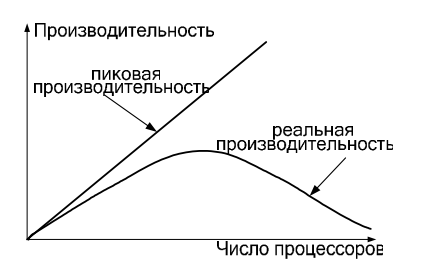 Производительность
пиковая
производительность
реальная
производительность
Число процессоров